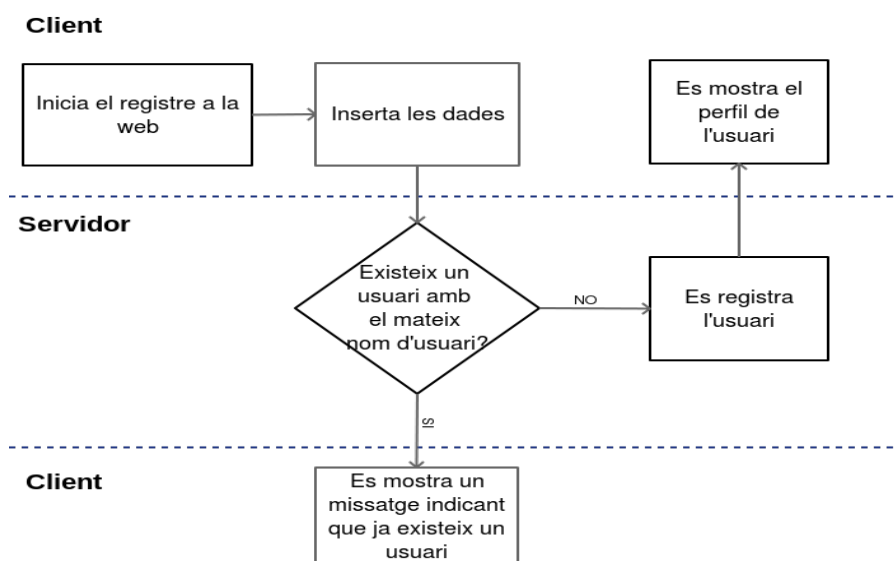 Client
Inicia el registre a la
web
Inserta les dades
Es mostra el
perfil de
l'usuari
Servidor
Existeix un
usuari amb
el mateix
nom d'usuari?
NO
Es registra
l'usuari
SI
Client
Es mostra un
missatge indicant
que ja existeix un
usuari